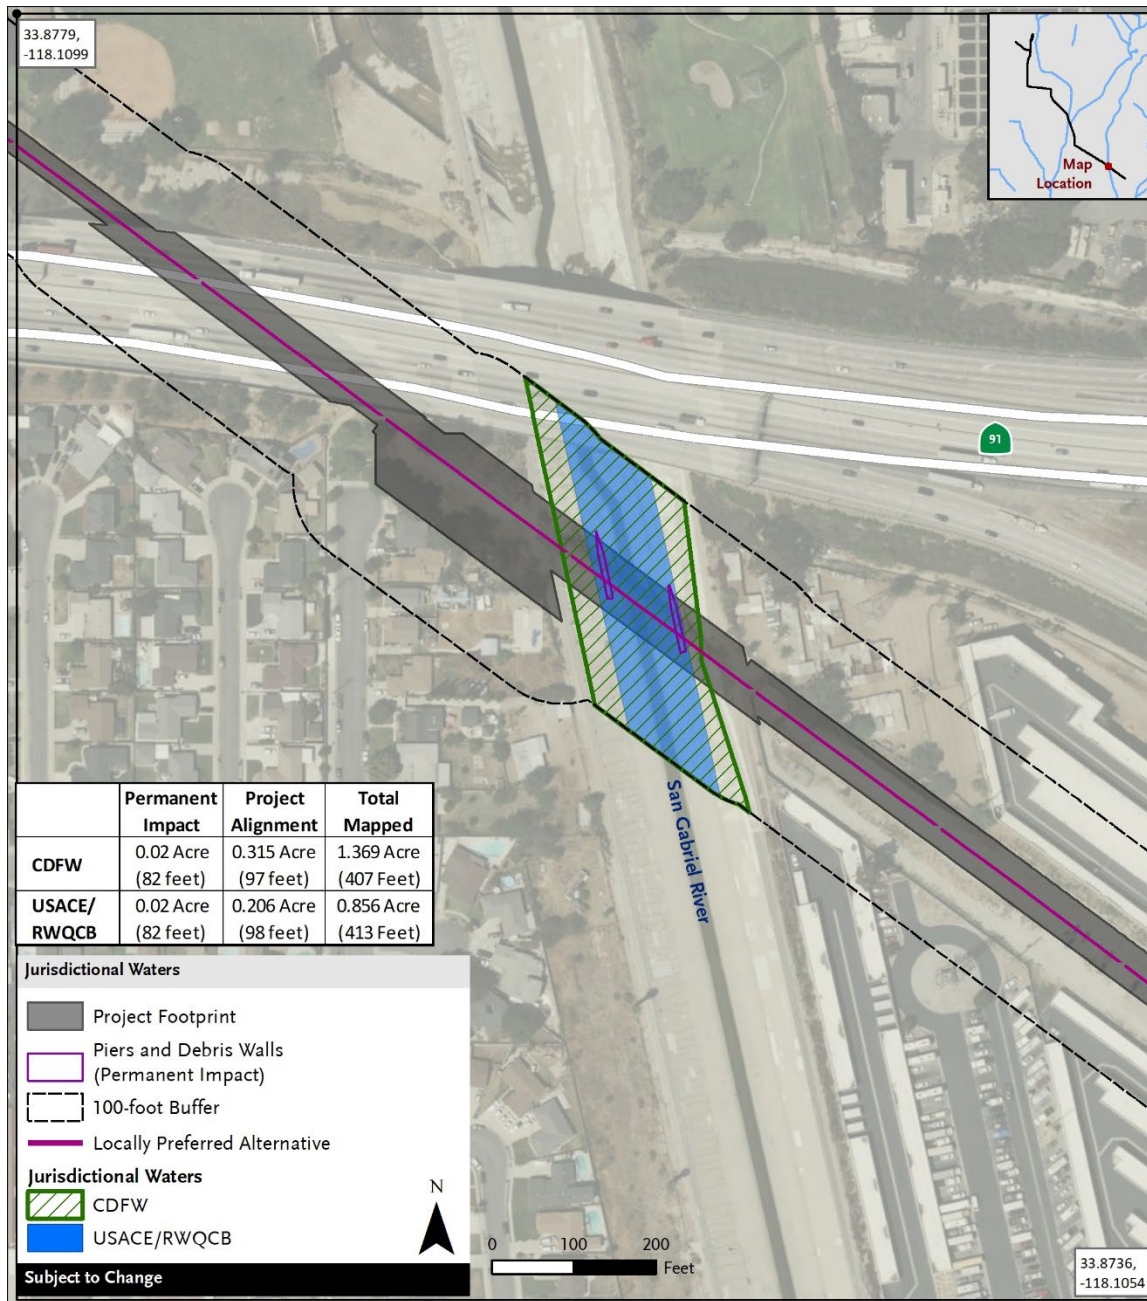 33.8779,
-118.1099
Map
Location
91
San Gabriel River
Permanent Project Total
Impact Alignment Mapped
CDFW 0.02 Acre 0.315 Acre 1.369 Acre
(82 feet) (97 feet) (407 Feet)
USACE/ 0.02 Acre 0.206 Acre 0.856 Acre
RWQCB (82 feet) (98 feet) (413 Feet)
Jurisdictional Waters
Project Footprint
Piers and Debris Walls
(Permanent Impact)
100-foot Buffer
Locally Preferred Alternative
Jurisdictional Waters
CDFW
USACE/RWQCB
N
0 100 200
Feet
Subject to Change
33.8736,
-118.1054